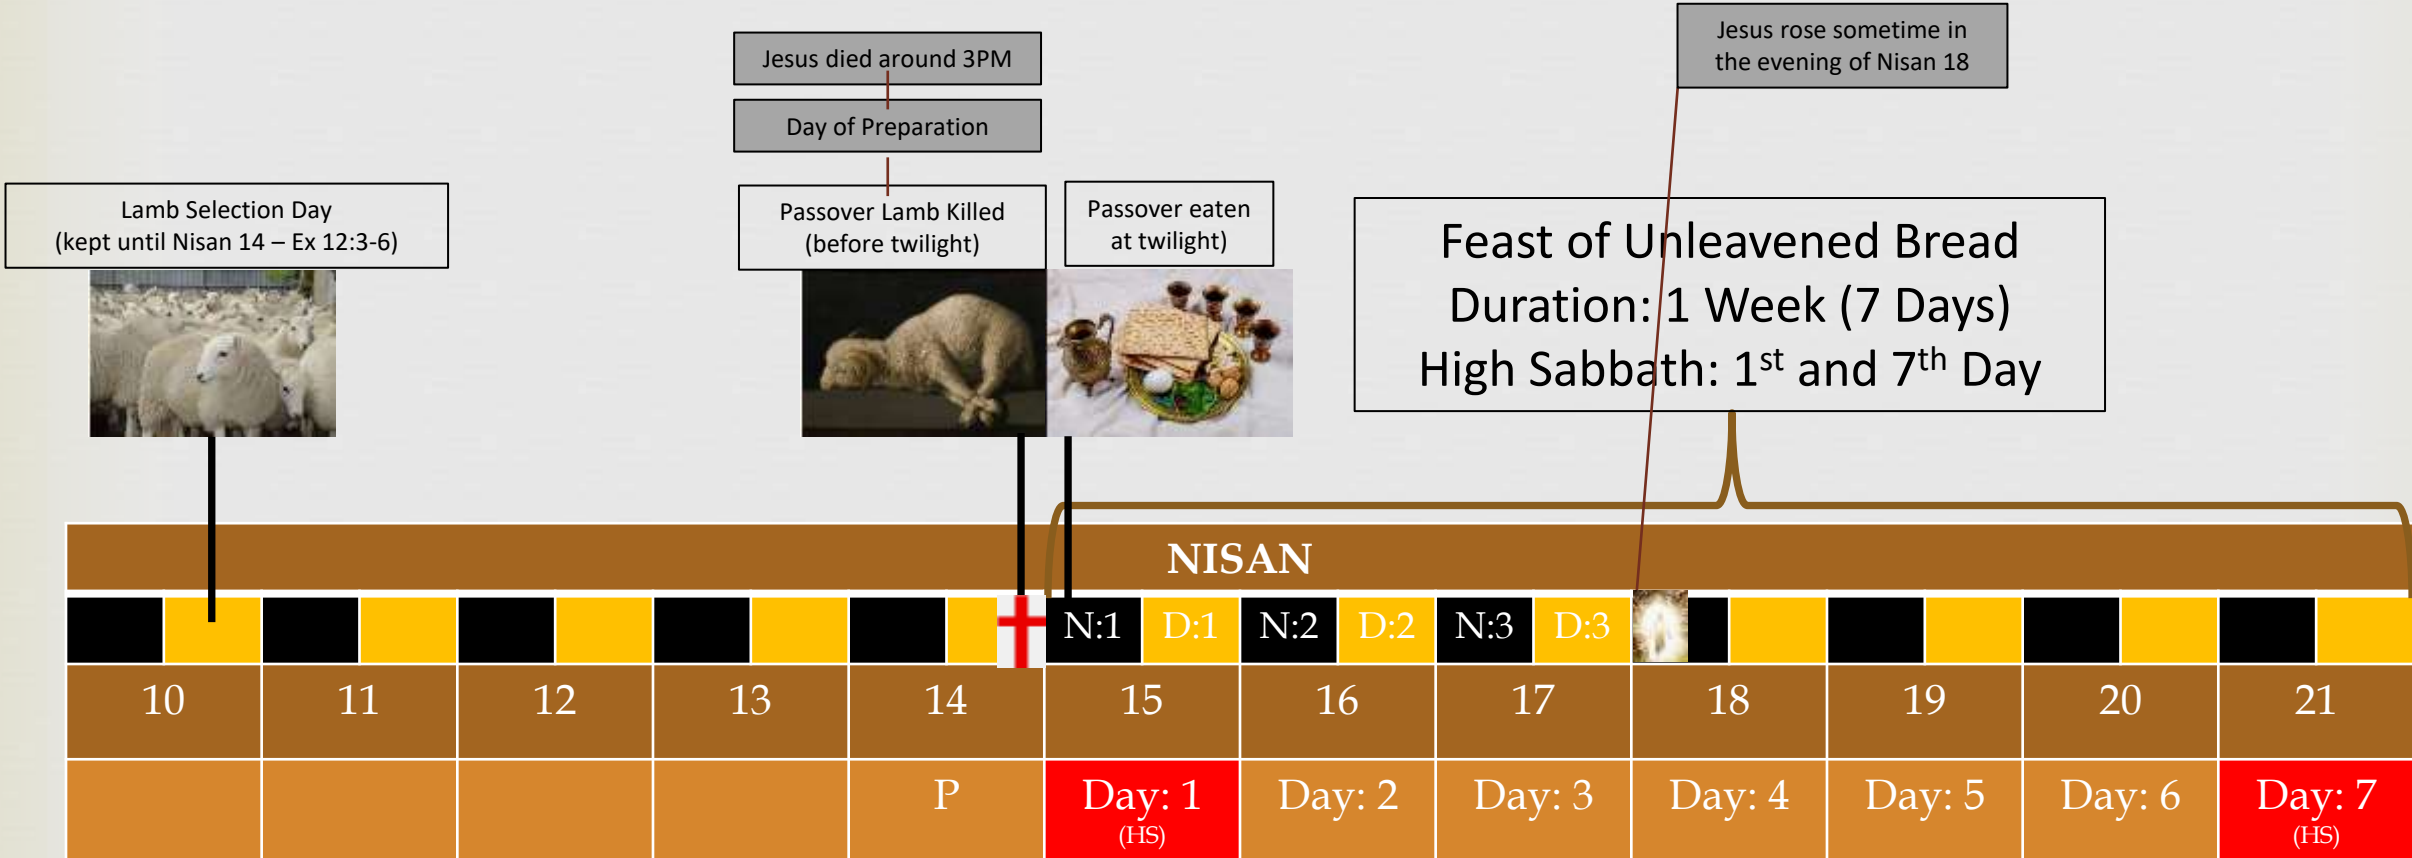 Jesus died around 3PM
Day of Preparation
Jesus rose sometime in
the evening of Nisan 18
Lamb Selection Day
(kept until Nisan 14 – Ex 12:3-6)
Passover Lamb Killed
(before twilight)
Passover eaten
at twilight)
Feast of Unleavened Bread
Duration: 1 Week (7 Days)
High Sabbath: 1st and 7th Day
NISAN
N:1 D:1 N:2 D:2 N:3 D:3
10 11 12 13 14 15 16 17 18 19 20 21
P Day: 1 Day: 2 Day: 3 Day: 4 Day: 5 Day: 6 Day: 7
(HS) (HS)